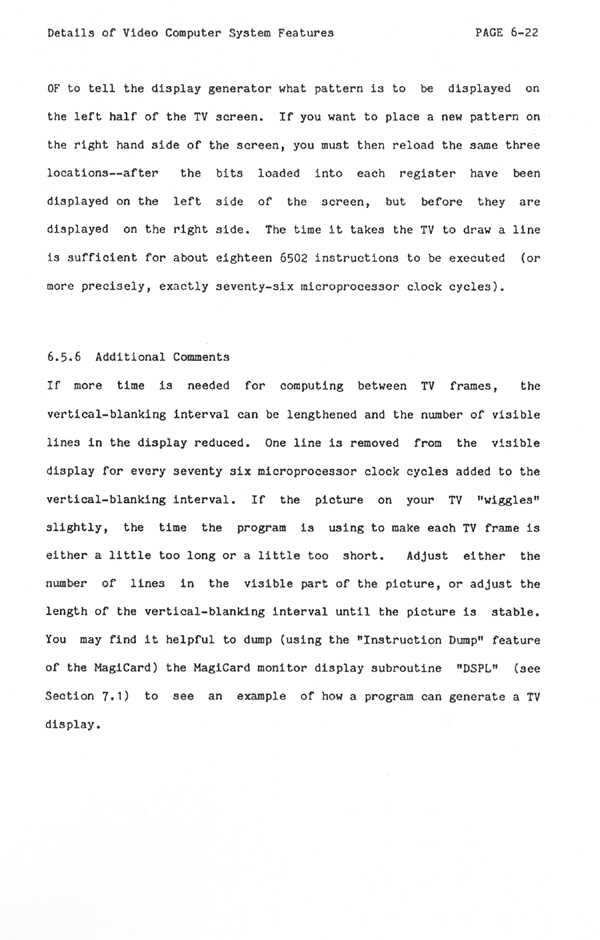 Details of Video Computer System Features PAGE 6-22
OF to tell the display generator what pattern is to be displayed on
the left half of the TV screen. If you want to place a new pattern on
the right hand side of the screen, you must then reload the same three
locations--after the bits loaded into each register have been
displayed on the left side of the screen, but before they are
displayed on the right side. The time it takes the TV to draw a line
is sufficient for about eighteen 6502 instructions to be executed (or
more precisely, exactly seventy-six microprocessor clock cycles).
6.5.6 Additional Comments
If more time is needed for computing between TV frames, the
vertical-blanking interval can be lengthened and the number of visible
lines in the display reduced. One line is removed from the visible
display for every seventy six microprocessor clock cycles added to the
vertical-blanking interval. If the picture on your TV "wiggles"
slightly, the time the program is using to make each TV frame is
either a little too long or a little too short. Adjust either the
number of lines in the visible part of the picture, or adjust the
length of the vertical-blanking interval until the picture is stable.
You may find it helpful to dump (using the "Instruction Dump" feature
of the MagiCard) the MagiCard monitor display subroutine "DSPL" (see
Section 7.1) to see an example of how a program can generate a TV
display.